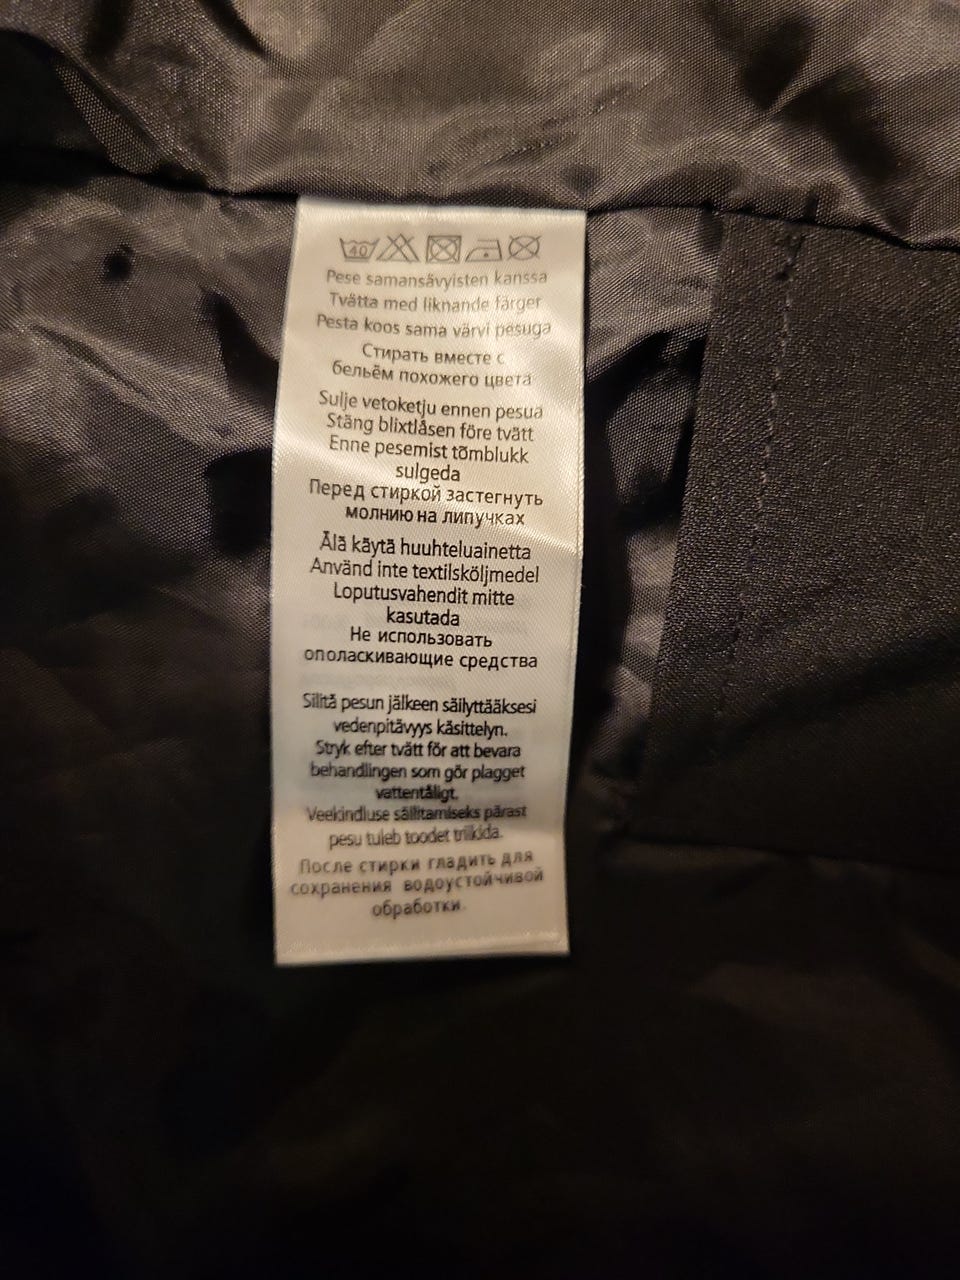 40
Pese samansävyisten kanssa
Tvätta med liknande färger
Pesta koos sama värvi pesuga
Стирать вместе с
бельём похожего цвета
Sulje vetoketju ennen pesua
Stäng blixtlåsen före tvätt
Enne pesemist tõmblukk
sulgeda
Перед стиркой застегнуть
молнию на липучках
Älä käytä huuhteluainetta
Använd inte textilsköljmedel
Loputusvahendit mitte
kasutada
Не использовать
ополаскивающие средства
Silitä pesun jälkeen säilyttääksesi
vedenpitävyys käsittelyn.
Stryk efter tvätt för att bevara
behandlingen som gör plagget
vattentåligt.
Veekindluse säilitamiseks pärast
pesu tuleb toodet triikida.
После стирки гладить для
сохранения водоустойчивой
обработки.